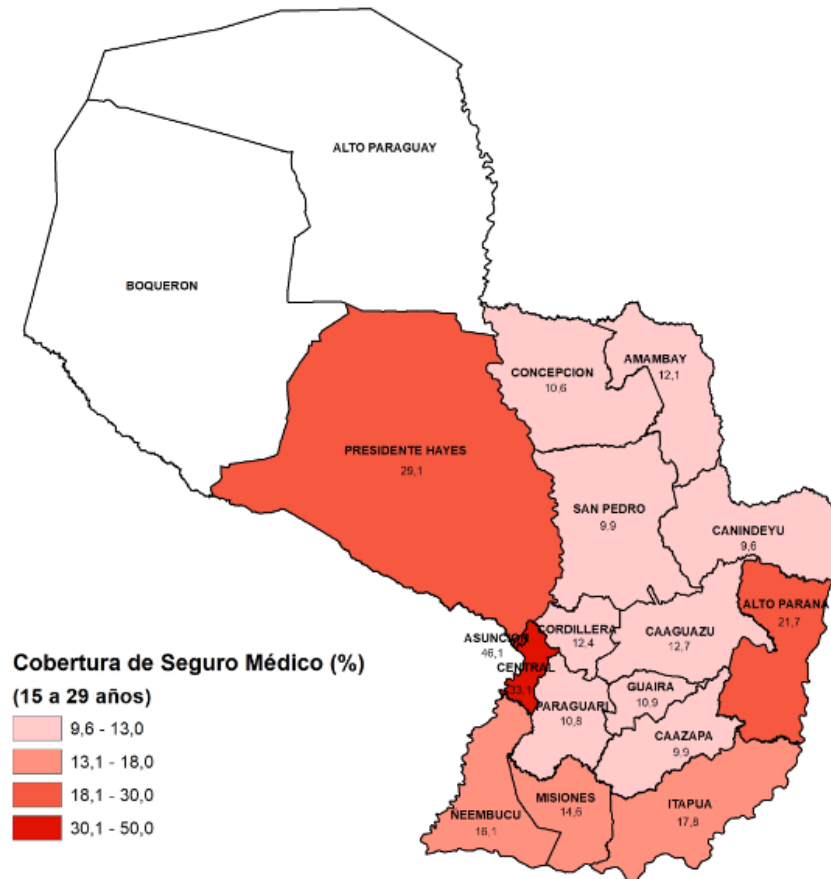 ALTO PARAGUAY
BOQUERON
CONCEPCION
10,6
AMAMBAY
12,1
PRESIDENTE HAYES
29,1
SAN PEDRO
9,9
CANINDEYU
9,6
ALTO PARANA
21,7
ASUNCION
46,1
CORDILLERA
12,4
CAAGUAZU
12,7
CENTRAL
33,1
GUAIRA
10,9
PARAGUARI
10,8
CAAZAPA
9,9
ÑEEMBUCU
16,1
MISIONES
14,6
ITAPUA
17,8
Cobertura de Seguro Médico (%)
(15 a 29 años)
9,6 - 13,0
13,1 - 18,0
18,1 - 30,0
30,1 - 50,0